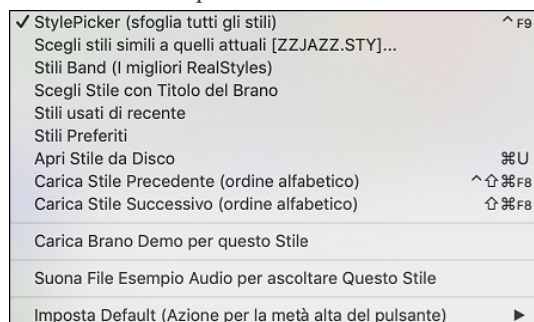 ✓ StylePicker (sfoglia tutti gli stili) ^F9
Scegli stili simili a quelli attuali [ZZJAZZ.STY]...
Stili Band (I migliori RealStyles)
Scegli Stile con Titolo del Brano
Stili usati di recente
Stili Preferiti
Apri Stile da Disco ⌘U
Carica Stile Precedente (ordine alfabetico) ^⇧⌘F8
Carica Stile Successivo (ordine alfabetico) ⇧⌘F8
Carica Brano Demo per questo Stile
Suona File Esempio Audio per ascoltare Questo Stile
Imposta Default (Azione per la metà alta del pulsante) ▶